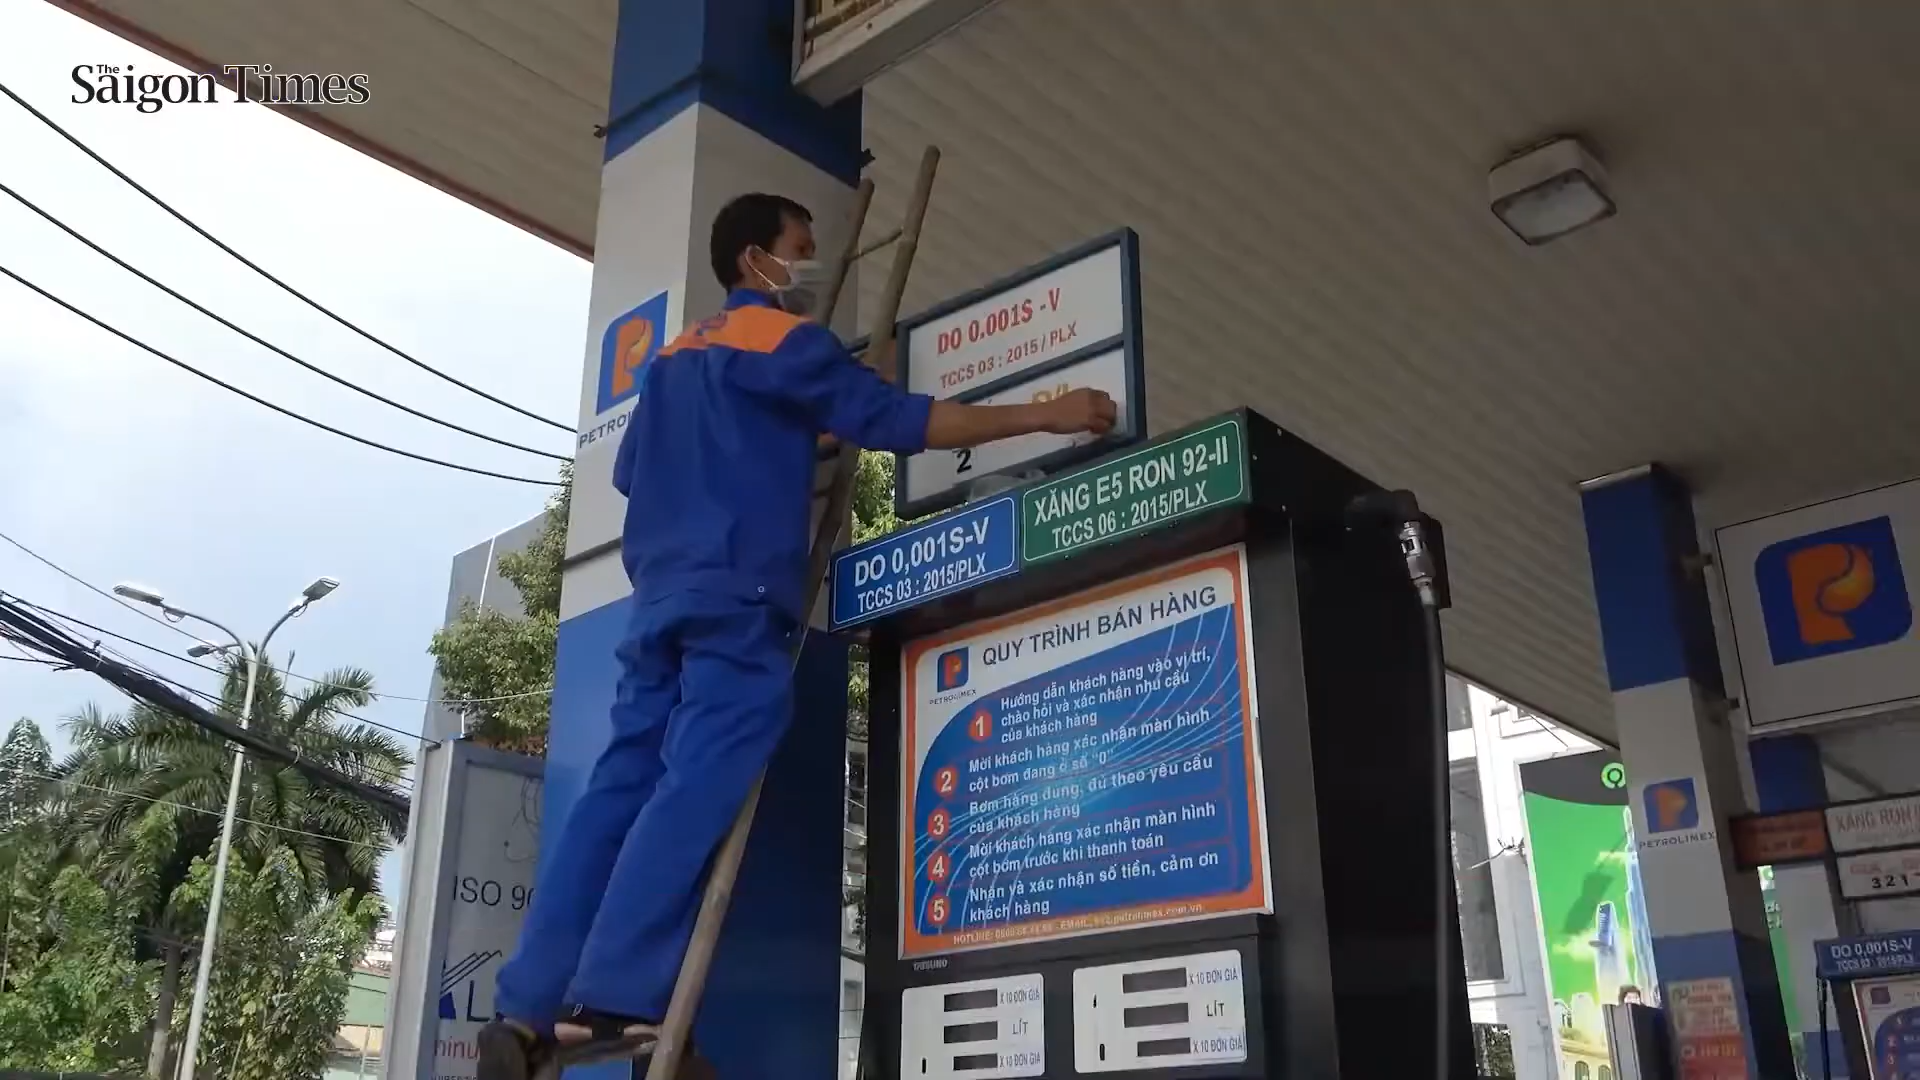 The
Saigon Times
DO 0.001S -V
TCCS 03 : 2015 / PLX
2
PETRO
DO 0,001S-V
TCCS 03 : 2015/PLX
XĂNG E5 RON 92-II
TCCS 06 : 2015/PLX
PETROLIMEX
QUY TRÌNH BÁN HÀNG
1
Hướng dẫn khách hàng vào vị trí,
chào hỏi và xác nhận nhu cầu
của khách hàng
2
Mời khách hàng xác nhận màn hình
cột bơm đang ở số "0"
3
Bơm hàng đúng, đủ theo yêu cầu
của khách hàng
4
Mời khách hàng xác nhận màn hình
cột bơm trước khi thanh toán
5
Nhận và xác nhận số tiền, cảm ơn
khách hàng
X 10 ĐƠN GIÁ
LÍT
X 10 ĐƠN GIÁ
X 10 ĐƠN GIÁ
LÍT
X 10 ĐƠN GIÁ
ISO 90
PETROLIMEX
XĂNG RON
321
DO 0,001S-V
TCCS 03 : 2015/PLX